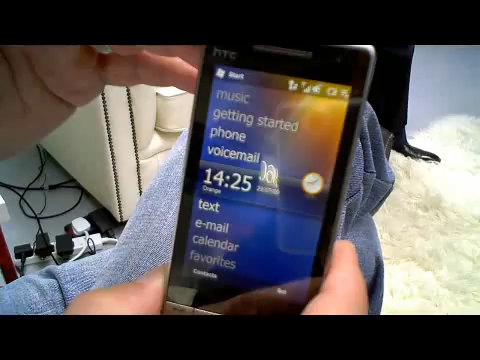 hTC
Start
music
getting started
phone
voicemail
14:25
Orange
text
e-mail
calendar
favorites
Contacts